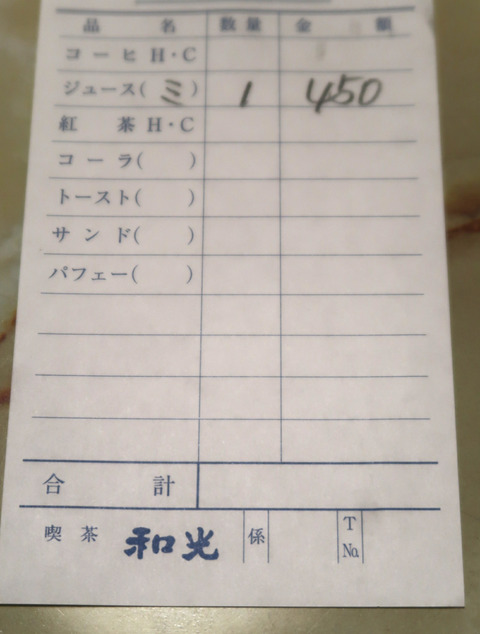 品 名 数量 金 額
コーヒ H・C
ジュース(ミ) 1 450
紅 茶 H・C
コーラ( )
トースト( )
サンド( )
パフェー( )
合 計
喫茶 和光 係 T No.